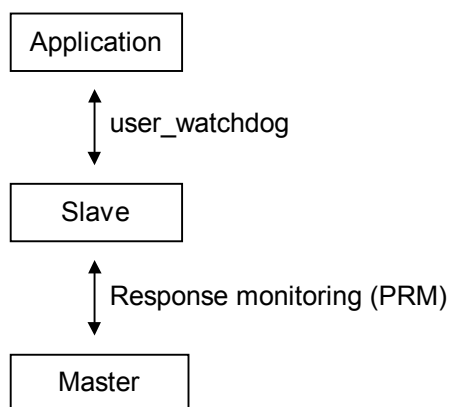 Application
user_watchdog
Slave
Response monitoring (PRM)
Master